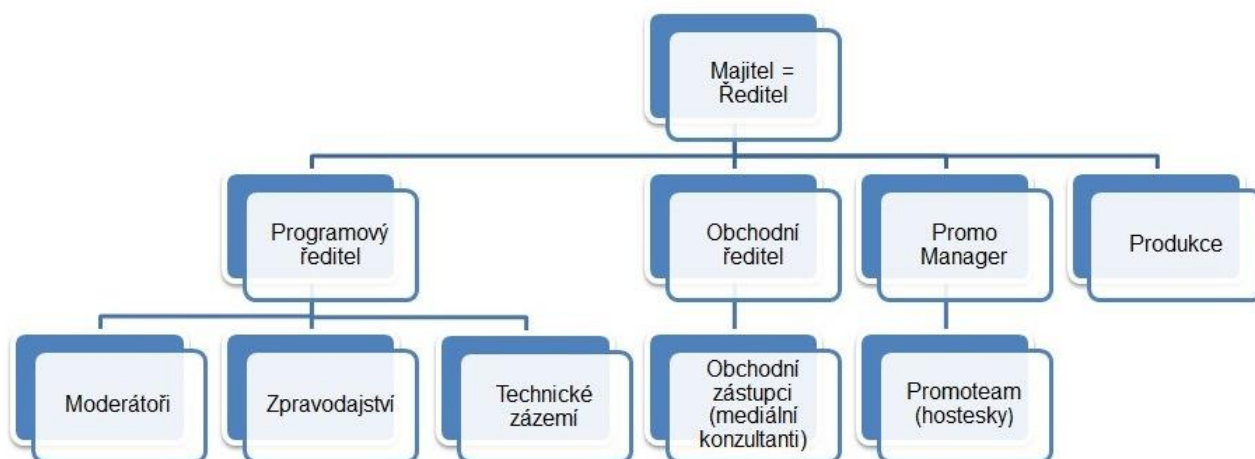 Majitel =
Ředitel
Programový
ředitel
Obchodní
ředitel
Promo
Manager
Produkce
Moderátoři
Zpravodajství
Technické
zázemí
Obchodní
zástupci
(mediální
konzultanti)
Promoteam
(hostesky)